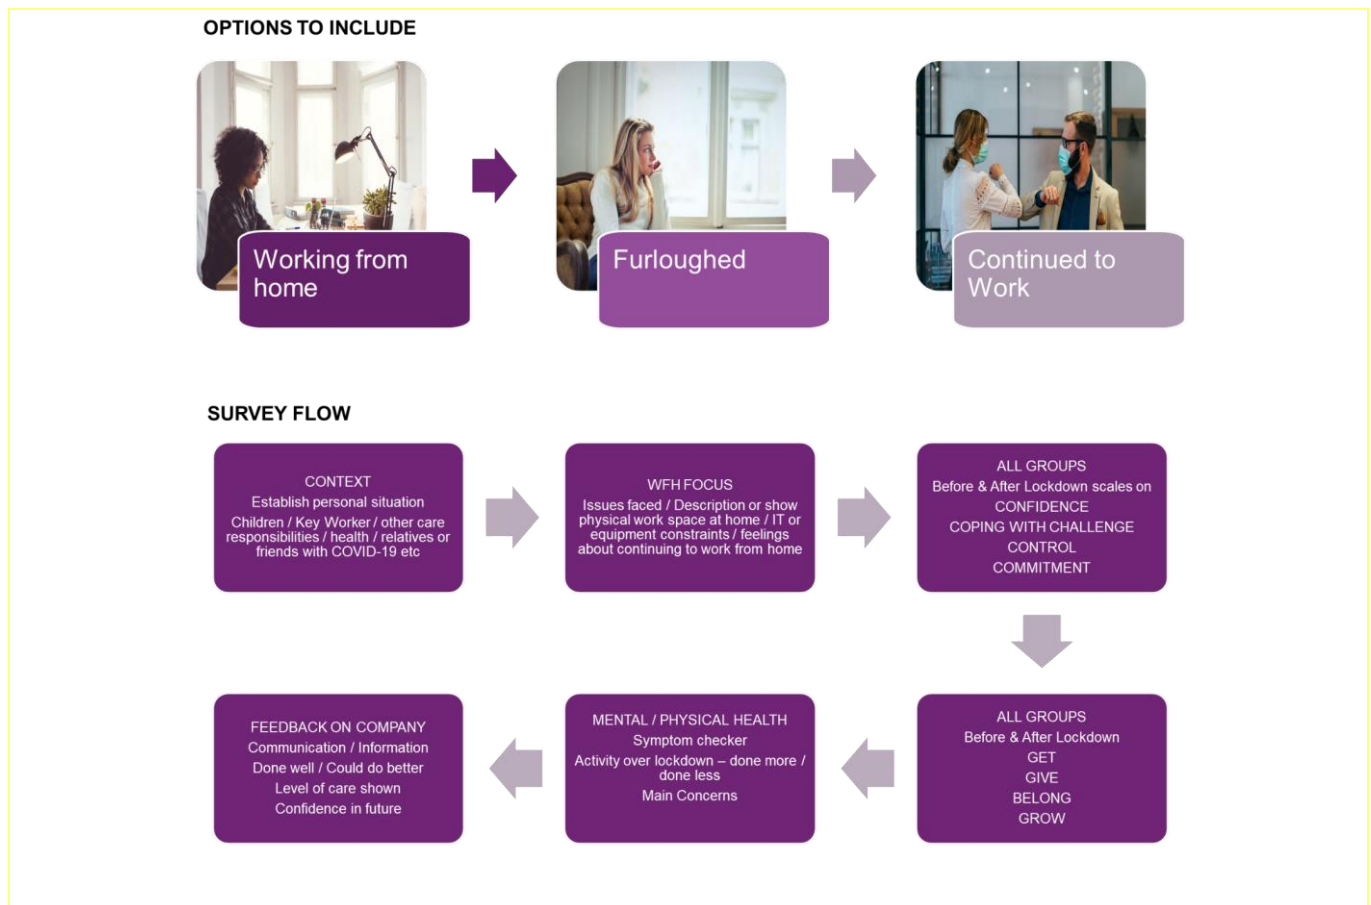 OPTIONS TO INCLUDE
Working from
home
Furloughed
Continued to
Work
SURVEY FLOW
CONTEXT
Establish personal situation
Children / Key Worker / other care
responsibilities / health / relatives or
friends with COVID-19 etc
WFH FOCUS
Issues faced / Description or show
physical work space at home / IT or
equipment constraints / feelings
about continuing to work from home
ALL GROUPS
Before & After Lockdown scales on
CONFIDENCE
COPING WITH CHALLENGE
CONTROL
COMMITMENT
ALL GROUPS
Before & After Lockdown
GET
GIVE
BELONG
GROW
MENTAL / PHYSICAL HEALTH
Symptom checker
Activity over lockdown – done more /
done less
Main Concerns
FEEDBACK ON COMPANY
Communication / Information
Done well / Could do better
Level of care shown
Confidence in future